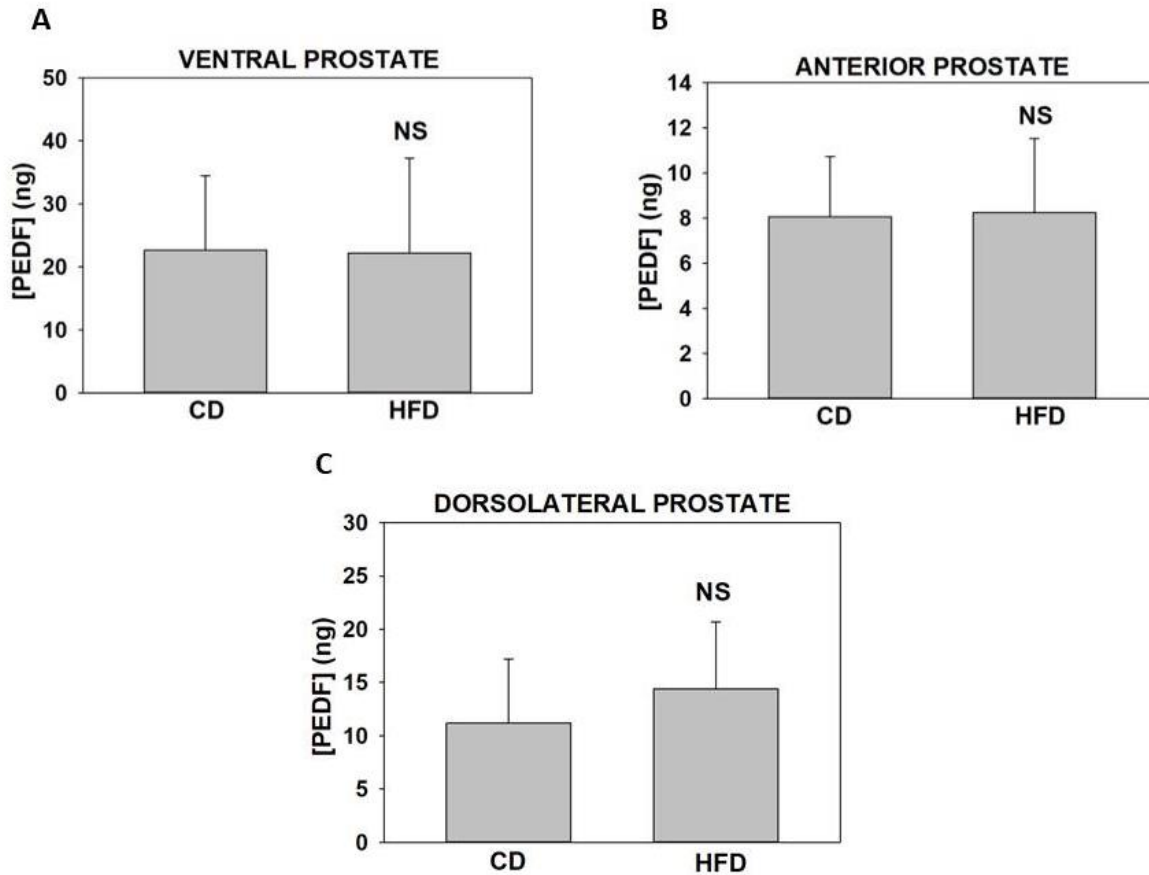 A
VENTRAL PROSTATE
50
40
30
20
10
0
[PEDF] (ng)
NS
CD HFD
B
ANTERIOR PROSTATE
14
12
10
8
6
4
2
0
[PEDF] (ng)
NS
CD HFD
C
DORSOLATERAL PROSTATE
30
25
20
15
10
5
0
[PEDF] (ng)
NS
CD HFD